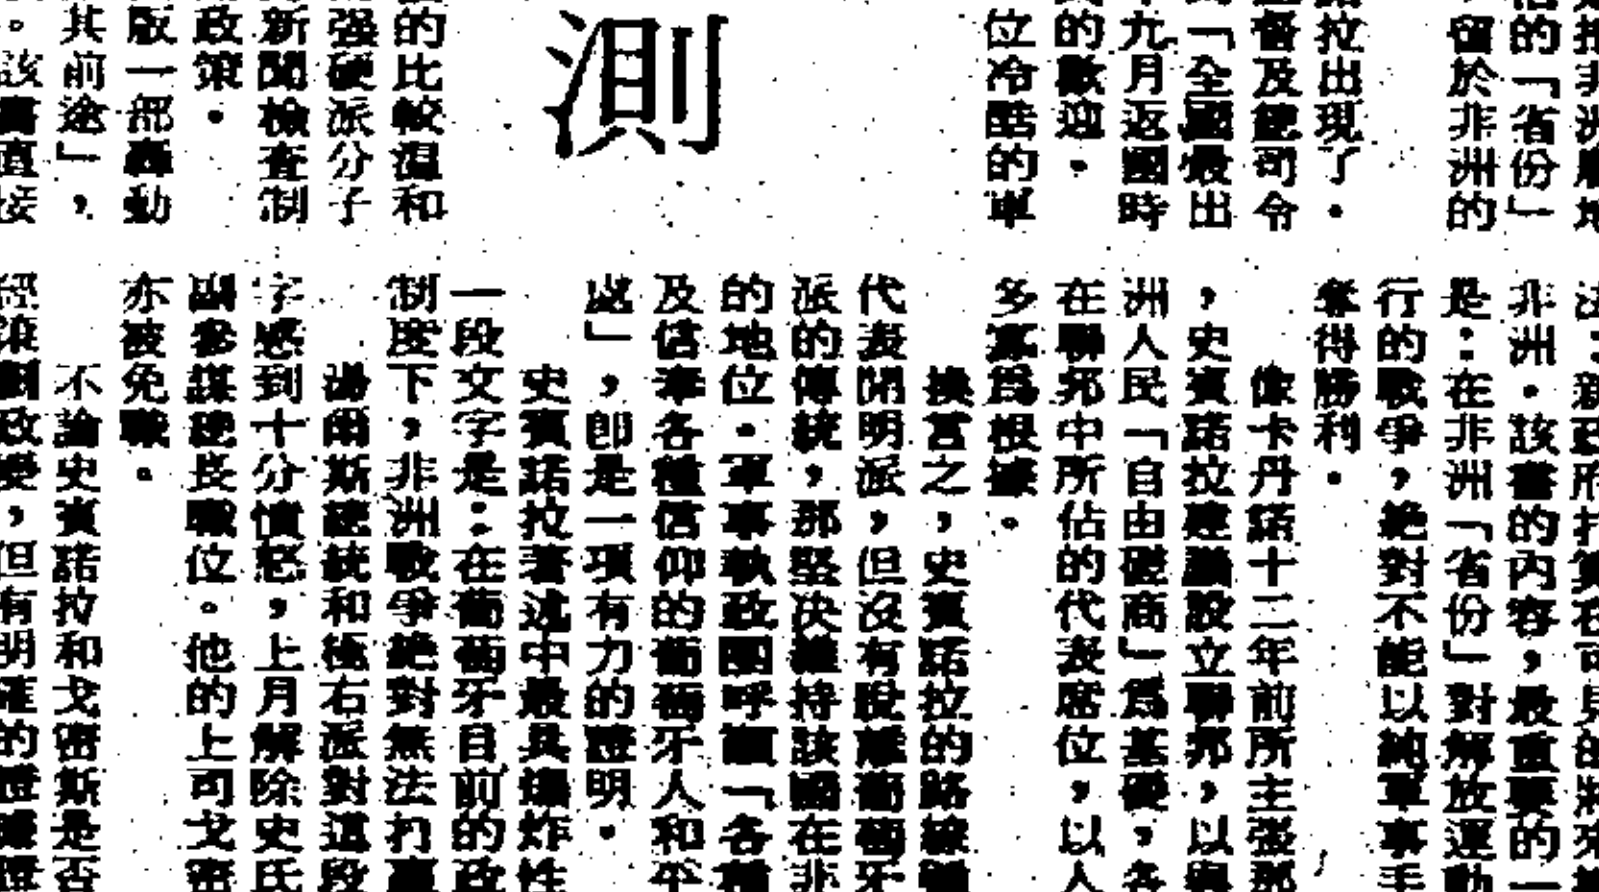 的「省份」
留於非洲的
拉出現了．
督及總司令
「全國最出
九月返國時
的歡迎．
位冷酷的軍
測
的比較溫和
强硬派分子
新聞檢查制
政策．
版一部轟動
其前途」，
。該書直接
非洲．該書的內容，最重要的一
是：在非洲「省份」對解放運動
行的戰爭，絶對不能以純軍事手
奪得勝利．
像卡丹諾十二年前所主張那
，史賓諾拉建議設立聯邦，以與
洲人民「自由磋商」爲基礎，各
在聯邦中所佔的代表席位，以人
多寡爲根據。
換言之，史賓諾拉的路線
代表開明派，但沒有脫離葡萄牙
派的傳統，那堅決維持該國在非
的地位．軍事執政團呼籲「各種
及信奉各種信仰的葡萄牙人和平
處」，卽是一項有力的證明．
史賓諾拉著述中最具爆炸性
一段文字是：在葡萄牙目前的政
制度下，非洲戰爭絶對無法打贏
湯爾斯總統和極右派對這段
字感到十分憤怒，上月解除史氏
副參謀總長職位。他的上司戈密
亦被免職。
不論史賓諾拉和戈密斯是否
經策劃政變，但有明確的證據證